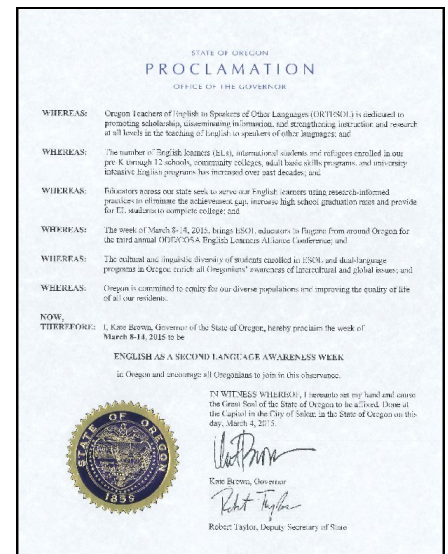 STATE OF OREGON
PROCLAMATION
OFFICE OF THE GOVERNOR
WHEREAS: Oregon Teachers of English to Speakers of Other Languages (ORTESOL) is dedicated to
promoting scholarship, disseminating information, and strengthening instruction and research
at all levels in the teaching of English to speakers of other languages; and
WHEREAS: The number of English learners (ELs), international students and refugees enrolled in our
pre-K through 12 schools, community colleges, adult basic skills programs, and university
intensive English programs has increased over past decades; and
WHEREAS: Educators across our state seek to serve our English learners using research-informed
practices to eliminate the achievement gap, increase high school graduation rates and provide
for EL students to complete college; and
WHEREAS: The week of March 8-14, 2015, brings ESOL educators to Eugene from around Oregon for
the third annual ODE/COSA English Learners Alliance Conference; and
WHEREAS: The cultural and linguistic diversity of students enrolled in ESOL and dual-language
programs in Oregon enrich all Oregonians' awareness of intercultural and global issues; and
WHEREAS: Oregon is committed to equity for our diverse populations and improving the quality of life
of all our residents.
NOW,
THEREFORE: I, Kate Brown, Governor of the State of Oregon, hereby proclaim the week of
March 8-14, 2015 to be
ENGLISH AS A SECOND LANGUAGE AWARENESS WEEK
in Oregon and encourage all Oregonians to join in this observance.
IN WITNESS WHEREOF, I hereunto set my hand and cause
the Great Seal of the State of Oregon to be affixed. Done at
the Capitol in the City of Salem in the State of Oregon on this
day, March 4, 2015.
Kate Brown, Governor
Robert Taylor, Deputy Secretary of State
STATE OF OREGON
1859